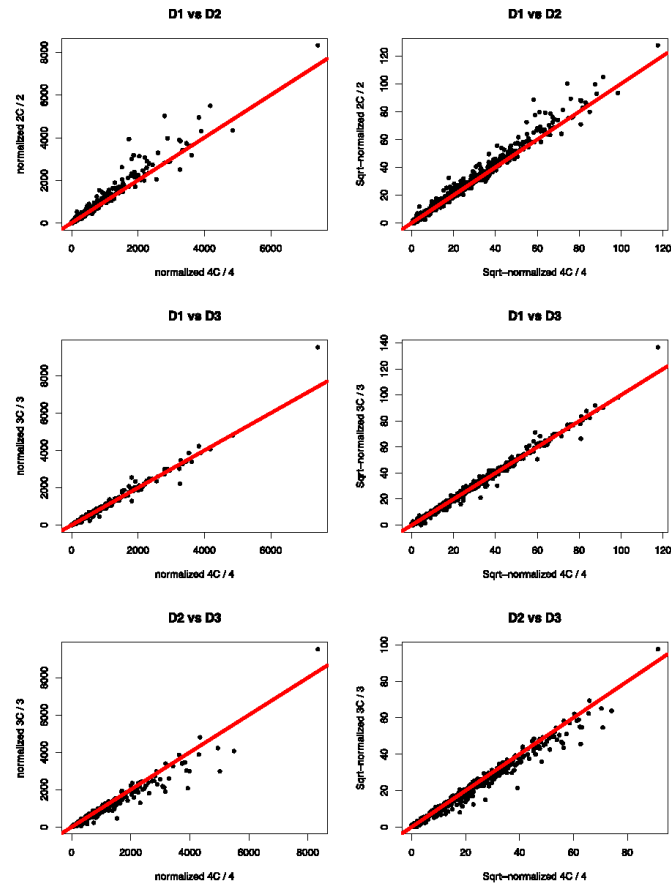 D1 vs D2
D1 vs D2
normalized 2C / 2
0 2000 4000 6000 8000
0 2000 4000 6000
normalized 4C / 4
Sqrt-normalized 2C / 2
0 20 40 60 80 100 120
0 20 40 60 80 100 120
Sqrt-normalized 4C / 4
D1 vs D3
D1 vs D3
normalized 3C / 3
0 2000 4000 6000 8000
0 2000 4000 6000
normalized 4C / 4
Sqrt-normalized 3C / 3
0 20 40 60 80 100 120 140
0 20 40 60 80 100 120
Sqrt-normalized 4C / 4
D2 vs D3
D2 vs D3
normalized 3C / 3
0 2000 4000 6000 8000
0 2000 4000 6000 8000
normalized 4C / 4
Sqrt-normalized 3C / 3
0 20 40 60 80 100
0 20 40 60 80
Sqrt-normalized 4C / 4